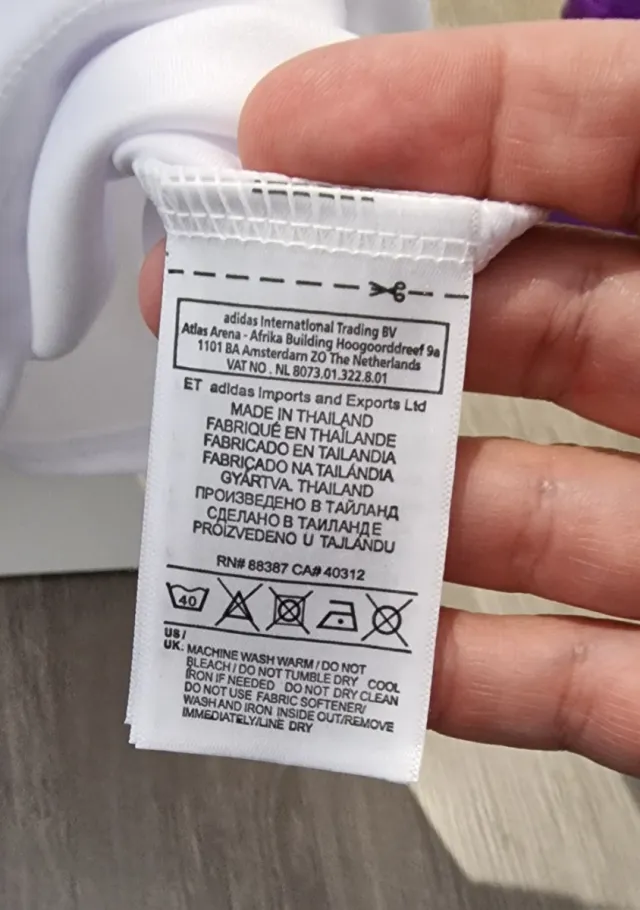 adidas International Trading BV
Atlas Arena - Afrika Building Hoogoorddreef 9a
1101 BA Amsterdam ZO The Netherlands
VAT NO . NL 8073.01.322.8.01
ET adidas Imports and Exports Ltd
MADE IN THAILAND
FABRIQUÉ EN THAÏLANDE
FABRICADO EN TAILANDIA
FABRICADO NA TAILÂNDIA
GYÁRTVA. THAILAND
ПРОИЗВЕДЕНО В ТАЙЛАНД
СДЕЛАНО В ТАИЛАНДЕ
PROIZVEDENO U TAJLANDU
RN# 88387 CA# 40312
40
US /
UK: MACHINE WASH WARM / DO NOT
BLEACH / DO NOT TUMBLE DRY COOL
IRON IF NEEDED DO NOT DRY CLEAN
DO NOT USE FABRIC SOFTENER/
WASH AND IRON INSIDE OUT/REMOVE
IMMEDIATELY/LINE DRY